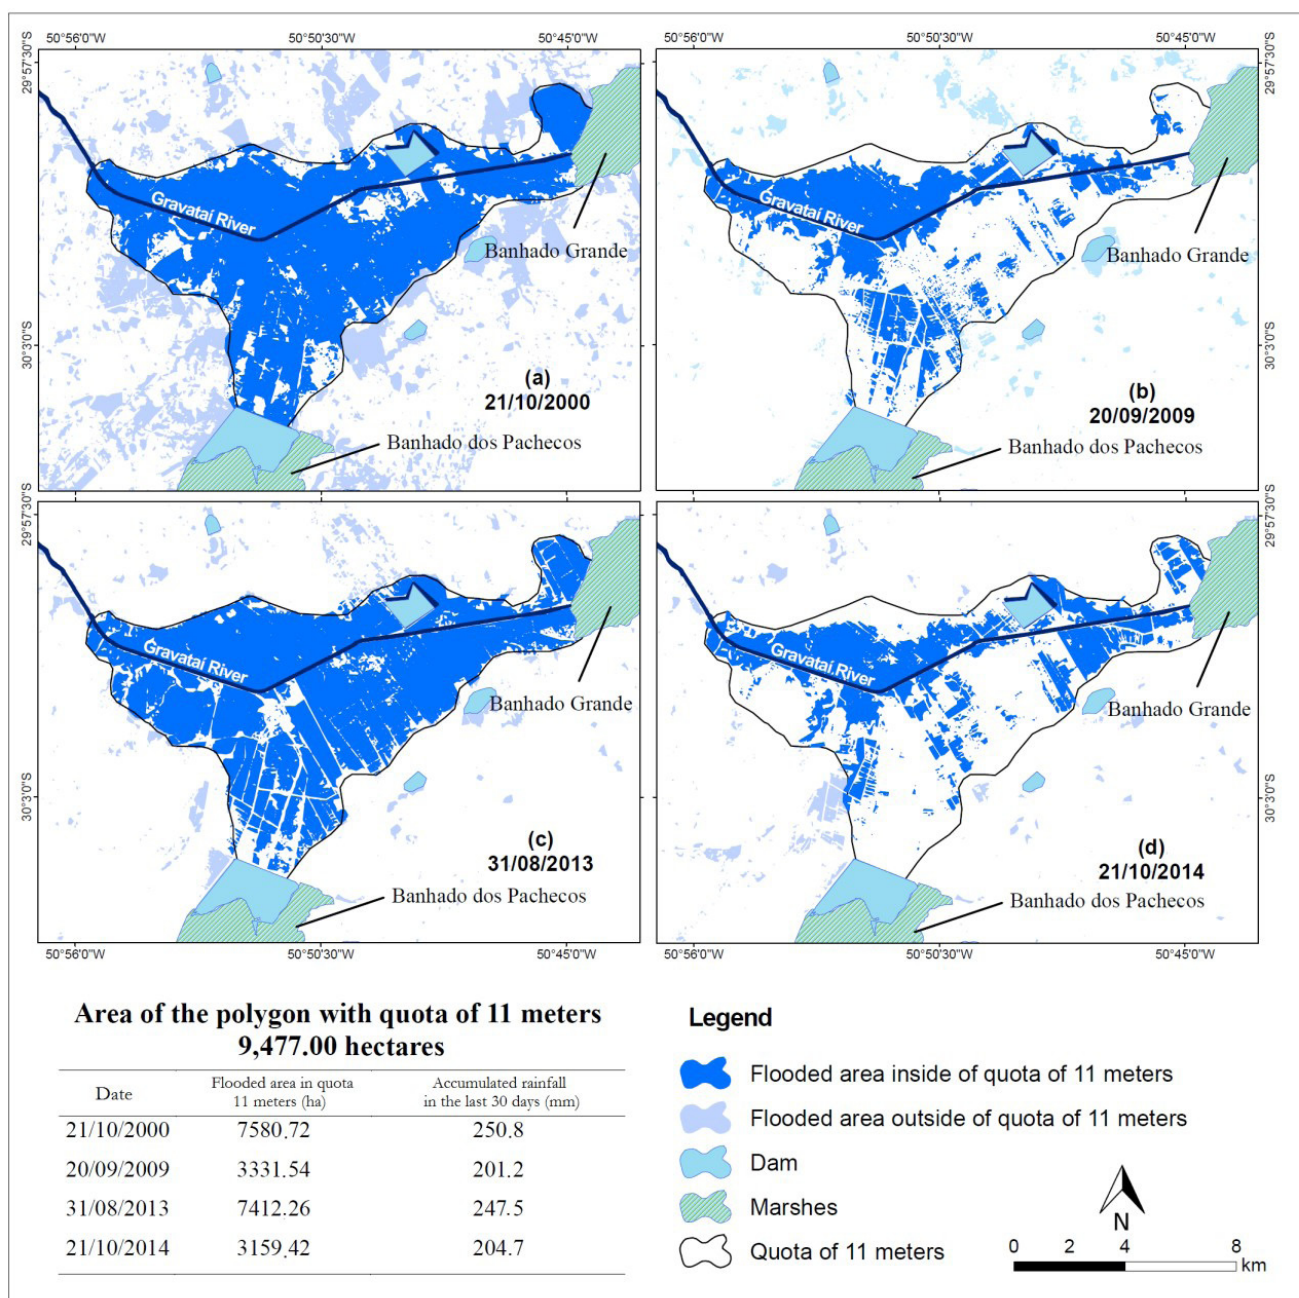 50°56'0"W 50°50'30"W 50°45'0"W
50°56'0"W 50°50'30"W 50°45'0"W
29°57'30"S
29°57'30"S
Gravataí River
Gravataí River
Banhado Grande
Banhado Grande
30°3'0"S
30°3'0"S
(a)
21/10/2000
(b)
20/09/2009
Banhado dos Pachecos
Banhado dos Pachecos
29°57'30"S
29°57'30"S
Gravataí River
Gravataí River
Banhado Grande
Banhado Grande
30°3'0"S
30°3'0"S
(c)
31/08/2013
(d)
21/10/2014
Banhado dos Pachecos
Banhado dos Pachecos
50°56'0"W 50°50'30"W 50°45'0"W
50°56'0"W 50°50'30"W 50°45'0"W
Area of the polygon with quota of 11 meters
9,477.00 hectares
Date Flooded area in quota 11 meters (ha) Accumulated rainfall in the last 30 days (mm)
21/10/2000 7580.72 250.8
20/09/2009 3331.54 201.2
31/08/2013 7412.26 247.5
21/10/2014 3159.42 204.7
Legend
Flooded area inside of quota of 11 meters
Flooded area outside of quota of 11 meters
Dam
Marshes
Quota of 11 meters
N
0 2 4 8
km